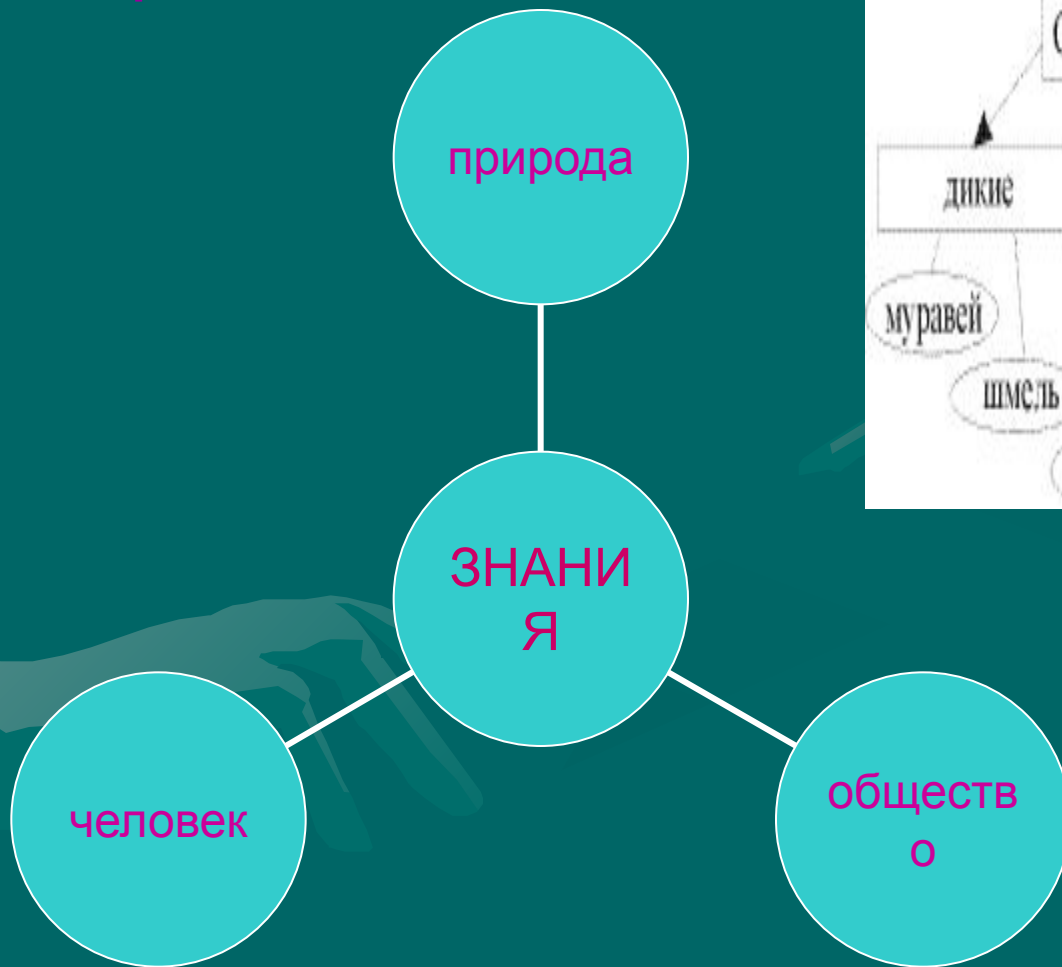 природа
дикие
муравей
шмель
ЗНАНИ
Я
человек
обществ
о